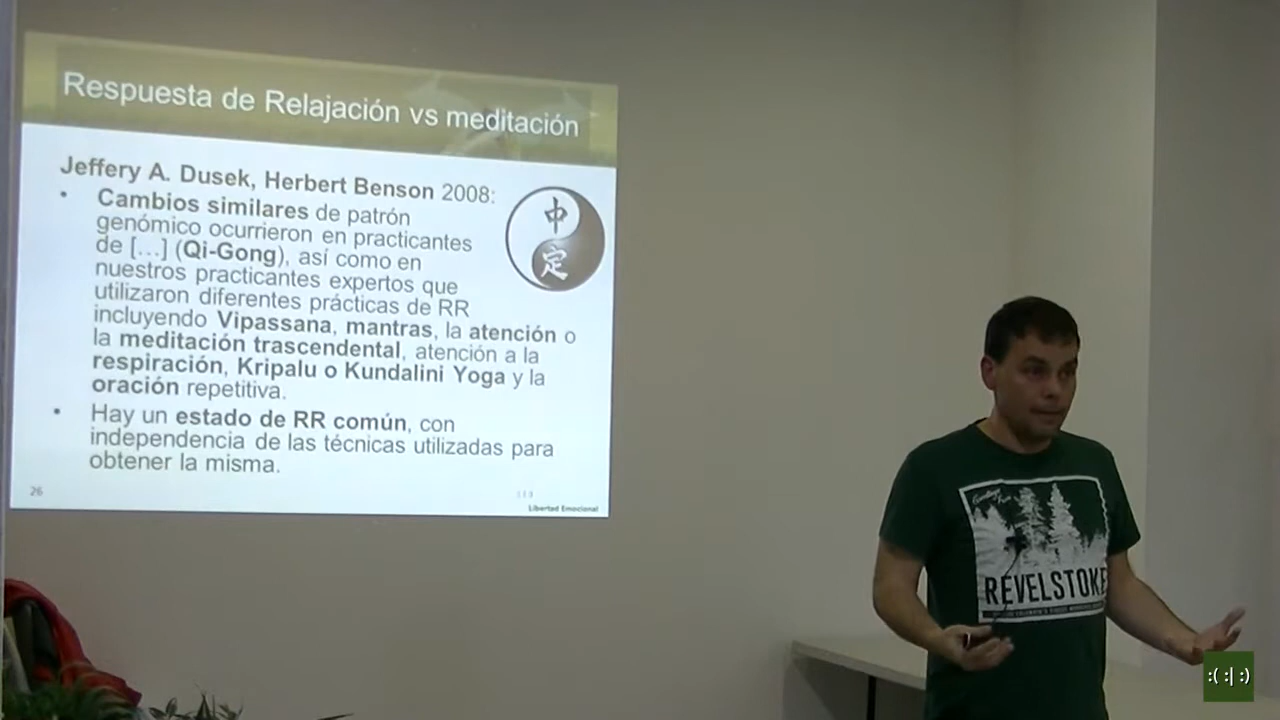 Respuesta de Relajación vs meditación
Jeffery A. Dusek, Herbert Benson 2008:
• Cambios similares de patrón
genómico ocurrieron en practicantes
de [...] (Qi-Gong), así como en
nuestros practicantes expertos que
utilizaron diferentes prácticas de RR
incluyendo Vipassana, mantras, la atención o
la meditación trascendental, atención a la
respiración, Kripalu o Kundalini Yoga y la
oración repetitiva.
• Hay un estado de RR común, con
independencia de las técnicas utilizadas para
obtener la misma.
中
定
26
Libertad Emocional
REVELSTOKE
:( :| :)